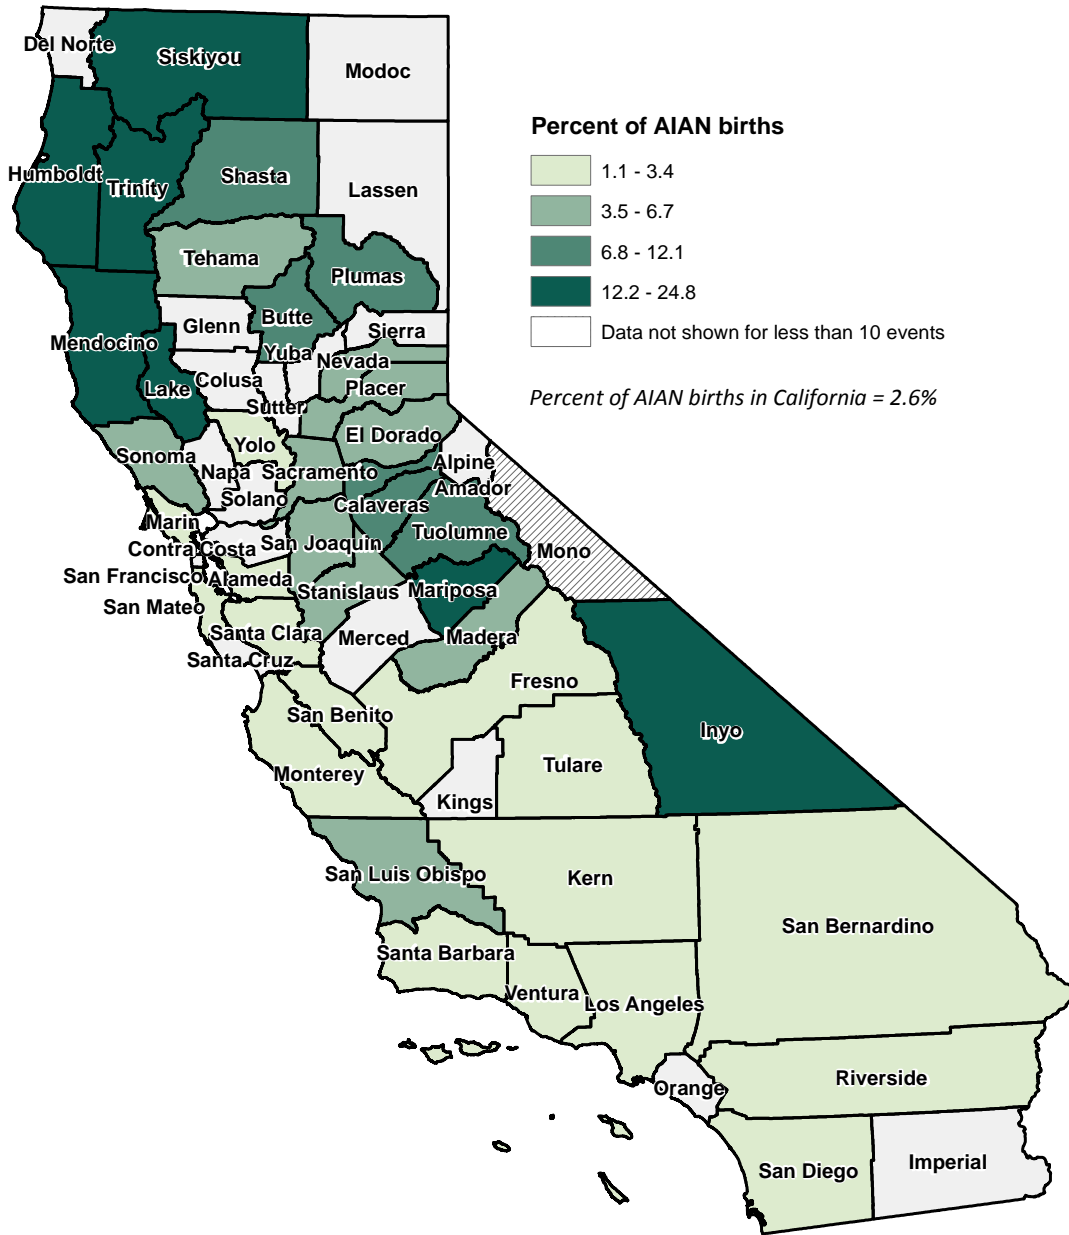 Del Norte
Siskiyou
Modoc
Humboldt
Trinity
Shasta
Lassen
Tehama
Plumas
Glenn
Butte
Sierra
Mendocino
Yuba
Nevada
Lake
Colusa
Placer
Sutter
El Dorado
Sonoma
Yolo
Napa
Sacramento
Alpine
Solano
Amador
Calaveras
Marin
Tuolumne
Contra Costa
San Joaquin
Mono
San Francisco
Alameda
Stanislaus
Mariposa
San Mateo
Santa Clara
Merced
Madera
Santa Cruz
Fresno
San Benito
Inyo
Monterey
Tulare
Kings
San Luis Obispo
Kern
San Bernardino
Santa Barbara
Ventura
Los Angeles
Orange
Riverside
San Diego
Imperial
Percent of AIAN births
1.1 - 3.4
3.5 - 6.7
6.8 - 12.1
12.2 - 24.8
Data not shown for less than 10 events
Percent of AIAN births in California = 2.6%